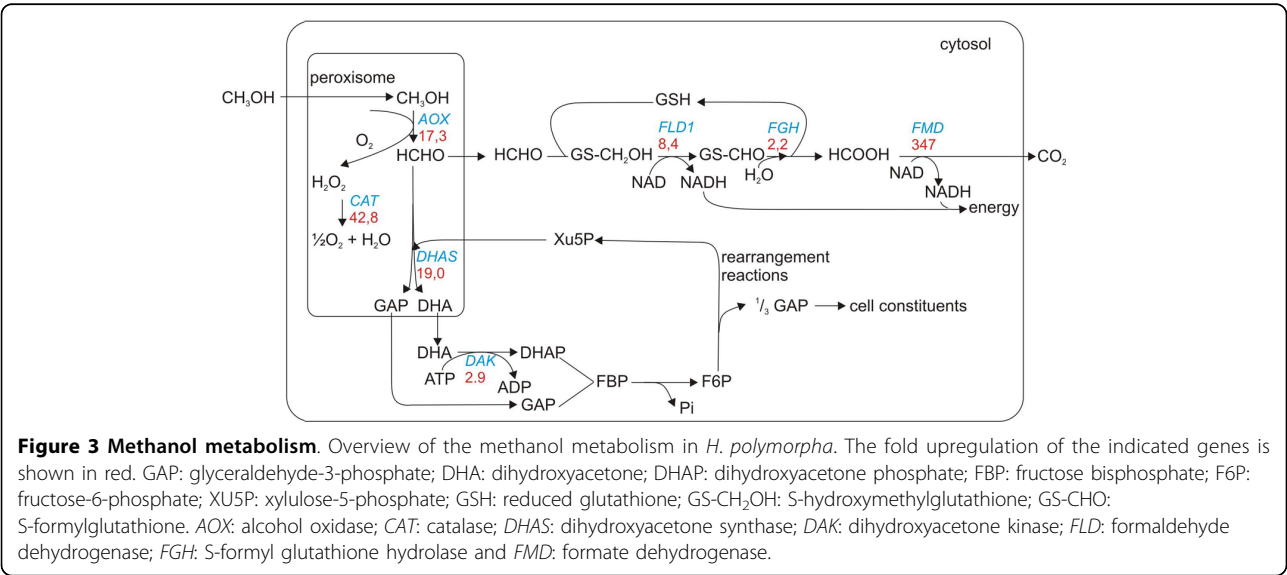 cytosol
peroxisome
CH₃OH
CH₃OH
AOX
17,3
O₂
HCHO
H₂O₂
CAT
42,8
½O₂ + H₂O
HCHO
GSH
GS-CH₂OH
FLD1
8,4
NAD
NADH
GS-CHO
FGH
2,2
H₂O
HCOOH
FMD
347
NAD
NADH
CO₂
energy
Xu5P
DHAS
19,0
GAP DHA
rearrangement
reactions
¹/₃ GAP
cell constituents
DHA
DHAP
DAK
2.9
ATP
ADP
GAP
FBP
F6P
Pi
Figure 3 Methanol metabolism. Overview of the methanol metabolism in H. polymorpha. The fold upregulation of the indicated genes is
shown in red. GAP: glyceraldehyde-3-phosphate; DHA: dihydroxyacetone; DHAP: dihydroxyacetone phosphate; FBP: fructose bisphosphate; F6P:
fructose-6-phosphate; XU5P: xylulose-5-phosphate; GSH: reduced glutathione; GS-CH₂OH: S-hydroxymethylglutathione; GS-CHO:
S-formylglutathione. AOX: alcohol oxidase; CAT: catalase; DHAS: dihydroxyacetone synthase; DAK: dihydroxyacetone kinase; FLD: formaldehyde
dehydrogenase; FGH: S-formyl glutathione hydrolase and FMD: formate dehydrogenase.